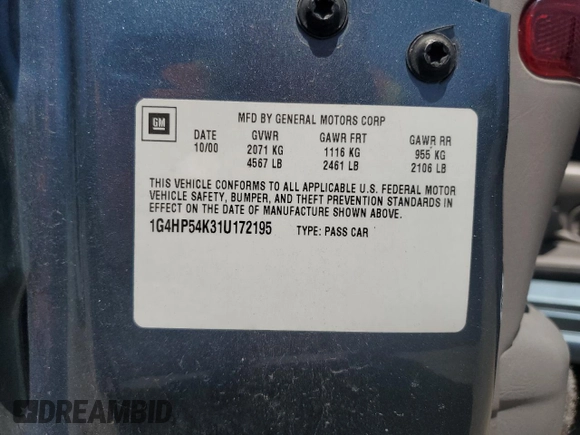 GM
MFD BY GENERAL MOTORS CORP
DATE GVWR GAWR FRT GAWR RR
10/00 2071 KG 1116 KG 955 KG
4567 LB 2461 LB 2106 LB
THIS VEHICLE CONFORMS TO ALL APPLICABLE U.S. FEDERAL MOTOR
VEHICLE SAFETY, BUMPER, AND THEFT PREVENTION STANDARDS IN
EFFECT ON THE DATE OF MANUFACTURE SHOWN ABOVE.
1G4HP54K31U172195 TYPE: PASS CAR
DREAMBID